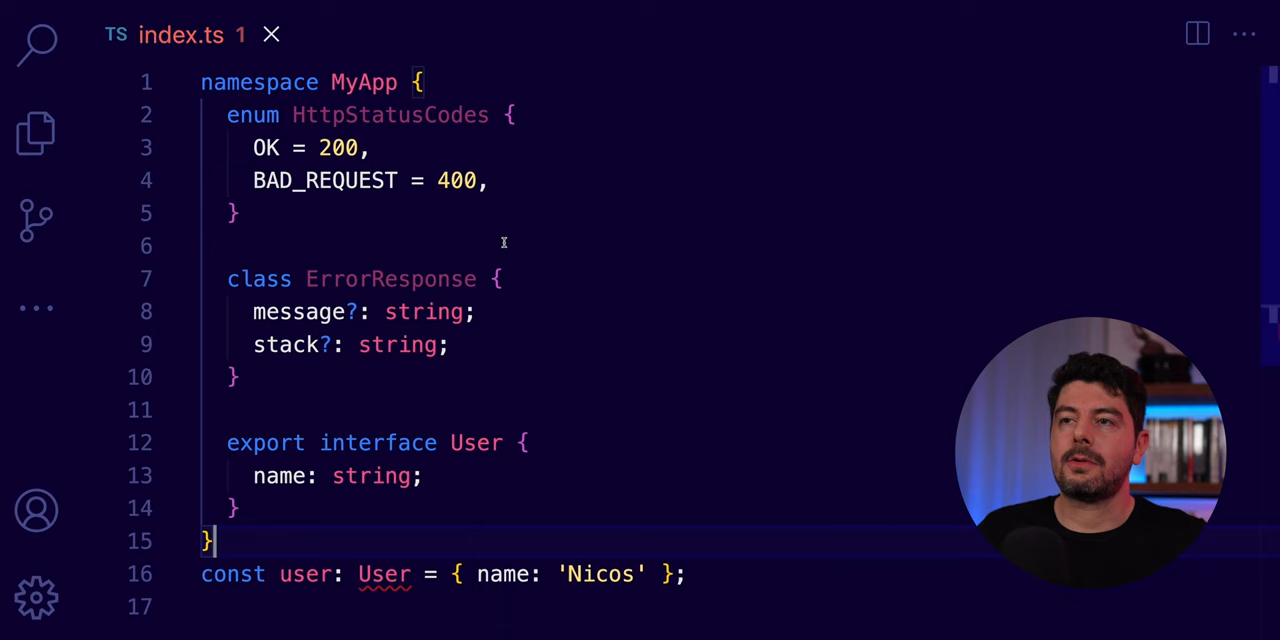 TS index.ts 1
1 namespace MyApp {
2 enum HttpStatusCodes {
3 OK = 200,
4 BAD_REQUEST = 400,
5 }
6
7 class ErrorResponse {
8 message?: string;
9 stack?: string;
10 }
11
12 export interface User {
13 name: string;
14 }
15 }
16 const user: User = { name: 'Nicos' };
17